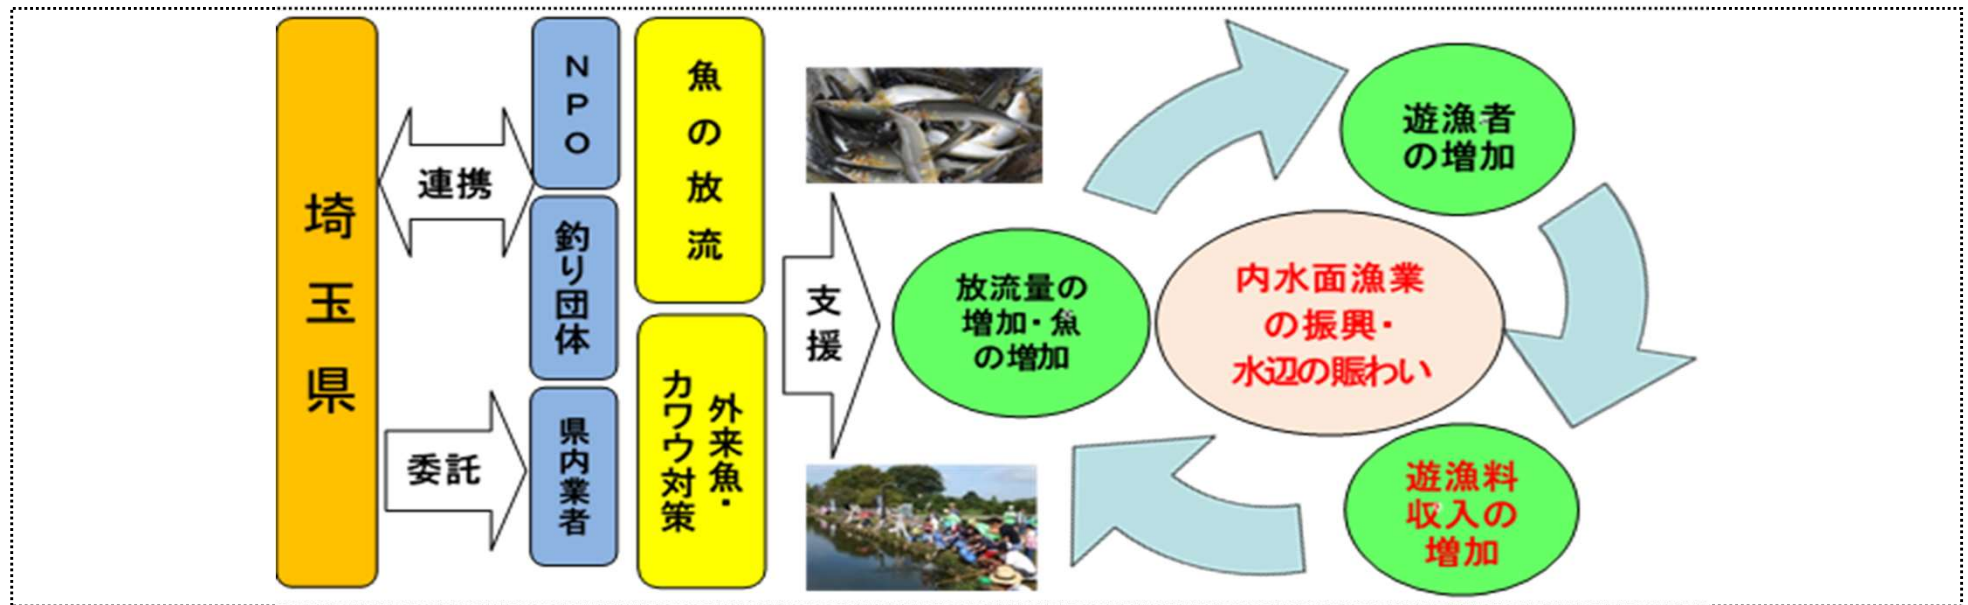 埼玉県
連携
委託
NPO
釣り団体
県内業者
魚の放流
外来魚・
カワウ対策
支
援
放流量の
増加・魚
の増加
遊漁者
の増加
内水面漁業
の振興・
水辺の賑わい
遊漁料
収入の
増加